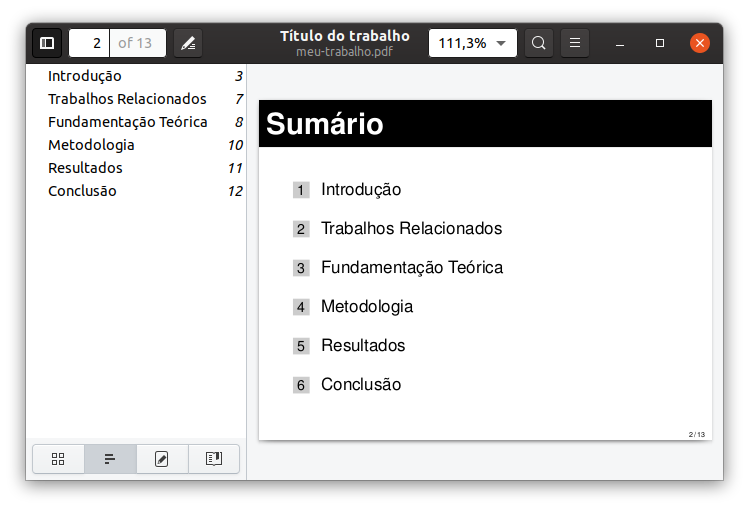 2 of 13
Título do trabalho
meu-trabalho.pdf
111,3%
Introdução 3
Trabalhos Relacionados 7
Fundamentação Teórica 8
Metodologia 10
Resultados 11
Conclusão 12
Sumário
1 Introdução
2 Trabalhos Relacionados
3 Fundamentação Teórica
4 Metodologia
5 Resultados
6 Conclusão
2/13